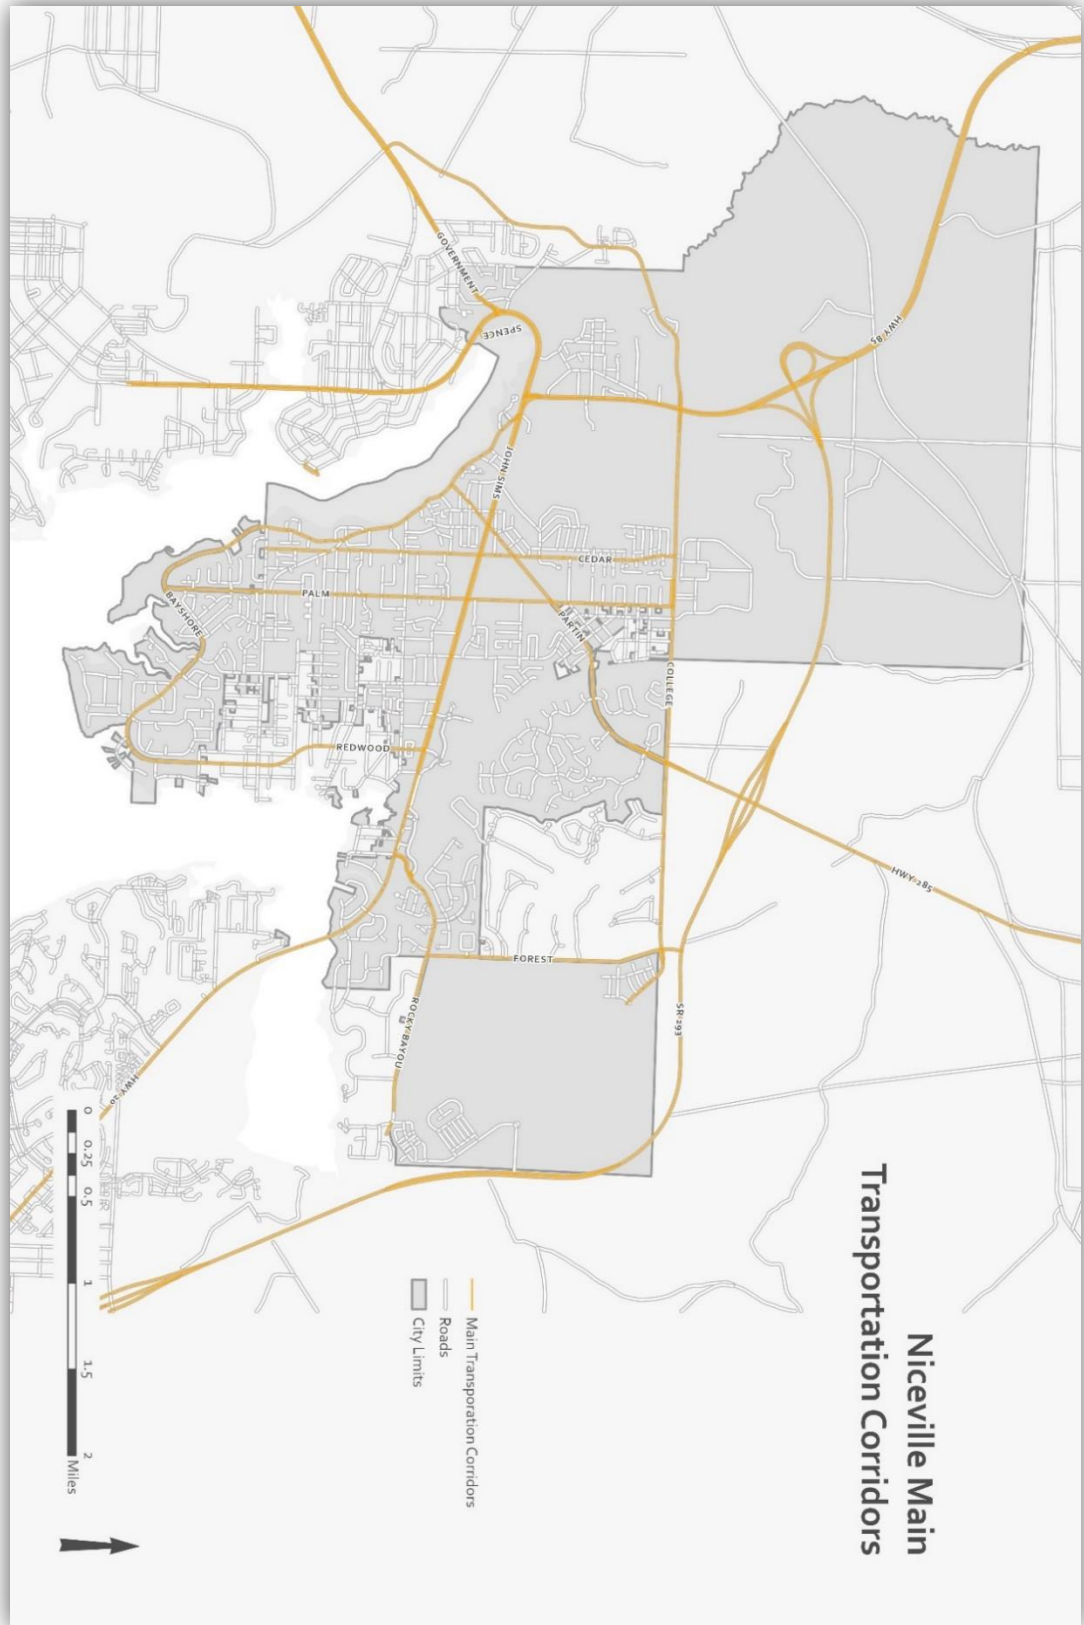 Niceville Main
Transportation Corridors
HWY 85
GOVERNMENT
SPENCE
JOHN SIMS
CEDAR
PALM
PARTIN
BAYSHORE
COLLEGE
REDWOOD
HWY 285
FOREST
ROCKY BAYOU
SR 293
HWY 20
Main Transporation Corridors
Roads
City Limits
0 0.25 0.5 1 1.5 2
Miles